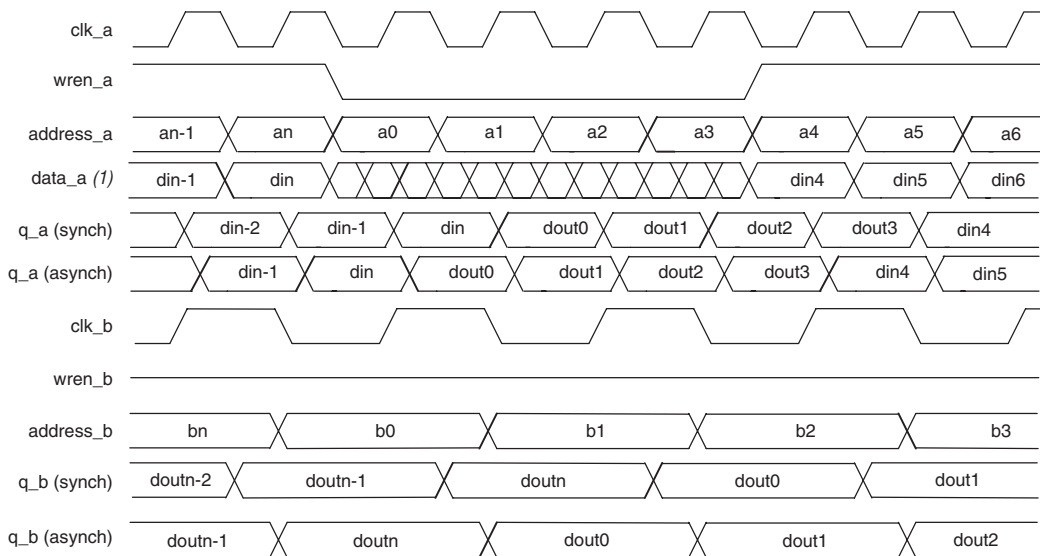 clk_a
wren_a
address_a an-1 an a0 a1 a2 a3 a4 a5 a6
data_a (1) din-1 din din4 din5 din6
q_a (synch) din-2 din-1 din dout0 dout1 dout2 dout3 din4
q_a (asynch) din-1 din dout0 dout1 dout2 dout3 din4 din5
clk_b
wren_b
address_b bn b0 b1 b2 b3
q_b (synch) doutn-2 doutn-1 doutn dout0 dout1
q_b (asynch) doutn-1 doutn dout0 dout1 dout2